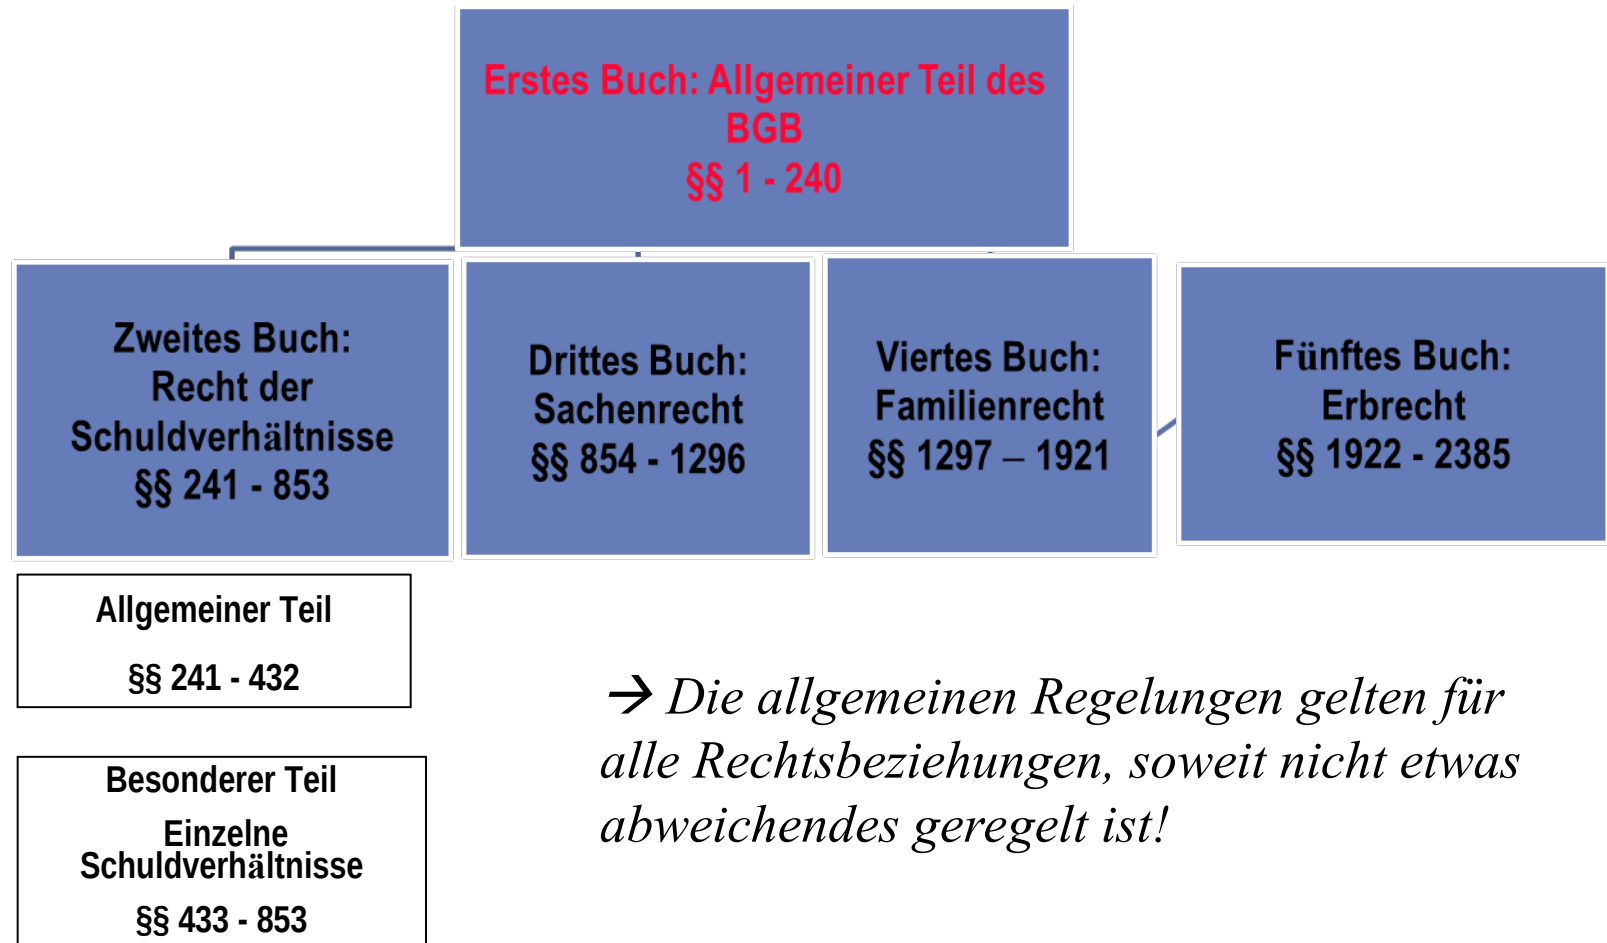 Erstes Buch: Allgemeiner Teil des
BGB
§§ 1 - 240
Zweites Buch:
Recht der
Schuldverhältnisse
§§ 241 - 853
Drittes Buch:
Sachenrecht
§§ 854 - 1296
Viertes Buch:
Familienrecht
§§ 1297 – 1921
Fünftes Buch:
Erbrecht
§§ 1922 - 2385
Allgemeiner Teil
§§ 241 - 432
Besonderer Teil
Einzelne
Schuldverhältnisse
§§ 433 - 853
→ Die allgemeinen Regelungen gelten für
alle Rechtsbeziehungen, soweit nicht etwas
abweichendes geregelt ist!